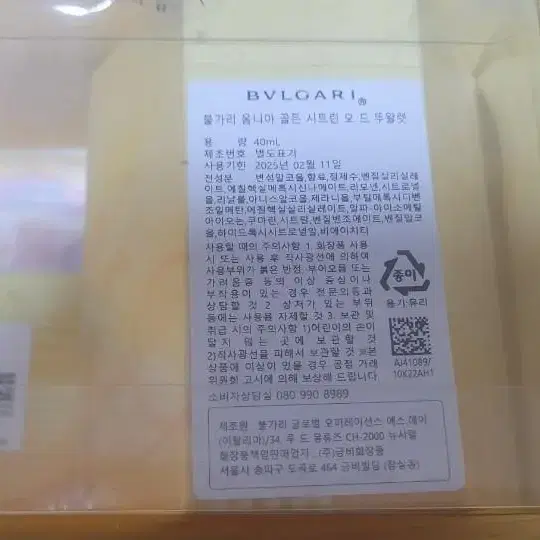 BVLGARI®
불가리 옴니아 골든 시트린 오 드 뚜왈렛
용 량 40mL
제조번호 별도표기
사용기한 2025년 02월 11일
전성분 변성알코올,향료,정제수,벤질살리실레
이트,에칠헥실메톡시신나메이트,리모넨,시트로넬
올,리날룰,아니스알코올,제라니올,부틸메톡시디벤
조일메탄,에칠헥실살리실레이트,알파-아이소메틸
아이오논,쿠마린,시트랄,벤질벤조에이트,벤질알코
올,하이드록시시트로넬알,비에이치티
사용할 때의 주의사항 1. 화장품 사용
시 또는 사용 후 직사광선에 의하여
사용부위가 붉은 반점, 부어오름 또는
가려움증 등의 이상 증상이나
부작용이 있는 경우 전문의등과
상담할 것 2. 상처가 있는 부위
등에는 사용을 자제할 것 3. 보관 및
취급 시의 주의사항 1)어린이의 손이
닿지 않는 곳에 보관할 것
2)직사광선을 피해서 보관할 것 ※본
상품에 이상이 있을 경우 공정 거래
위원회 고시에 의해 보상해 드립니다
종이
용기:유리
AJ41089/
10X22AH1
소비자상담실 080 990 8989
제조원 불가리 글로벌 오퍼레이션스 에스.에이
(이탈리아)/34, 루 드 몽류즈 CH-2000 뉴샤텔
화장품책임판매업자 (주)금비화장품
서울시 송파구 도곡로 464 금비빌딩 (잠실동)